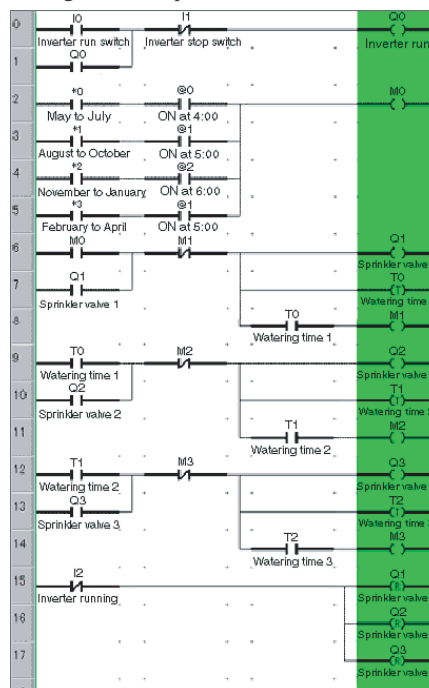 0 I0 I1 Q0
Inverter run switch Inverter stop switch Inverter run
1 Q0
2 *0 @0 M0
May to July ON at 4:00
3 *1 @1
August to October ON at 5:00
4 *2 @2
November to January ON at 6:00
5 *3 @1
February to April ON at 5:00
6 M0 M1 Q1
Sprinkler valve
7 Q1 T0
(T)
Sprinkler valve 1 Watering time
8 T0 M1
Watering time 1
9 T0 M2 Q2
Watering time 1 Sprinkler valve
10 Q2 T1
(T)
Sprinkler valve 2 Watering time
11 T1 M2
Watering time 2
12 T1 M3 Q3
Watering time 2 Sprinkler valve
13 Q3 T2
(T)
Sprinkler valve 3 Watering time
14 T2 M3
Watering time 3
15 I2 Q1
(R)
Inverter running Sprinkler valve
16 Q2
(R)
Sprinkler valve
17 Q3
(R)
Sprinkler valve